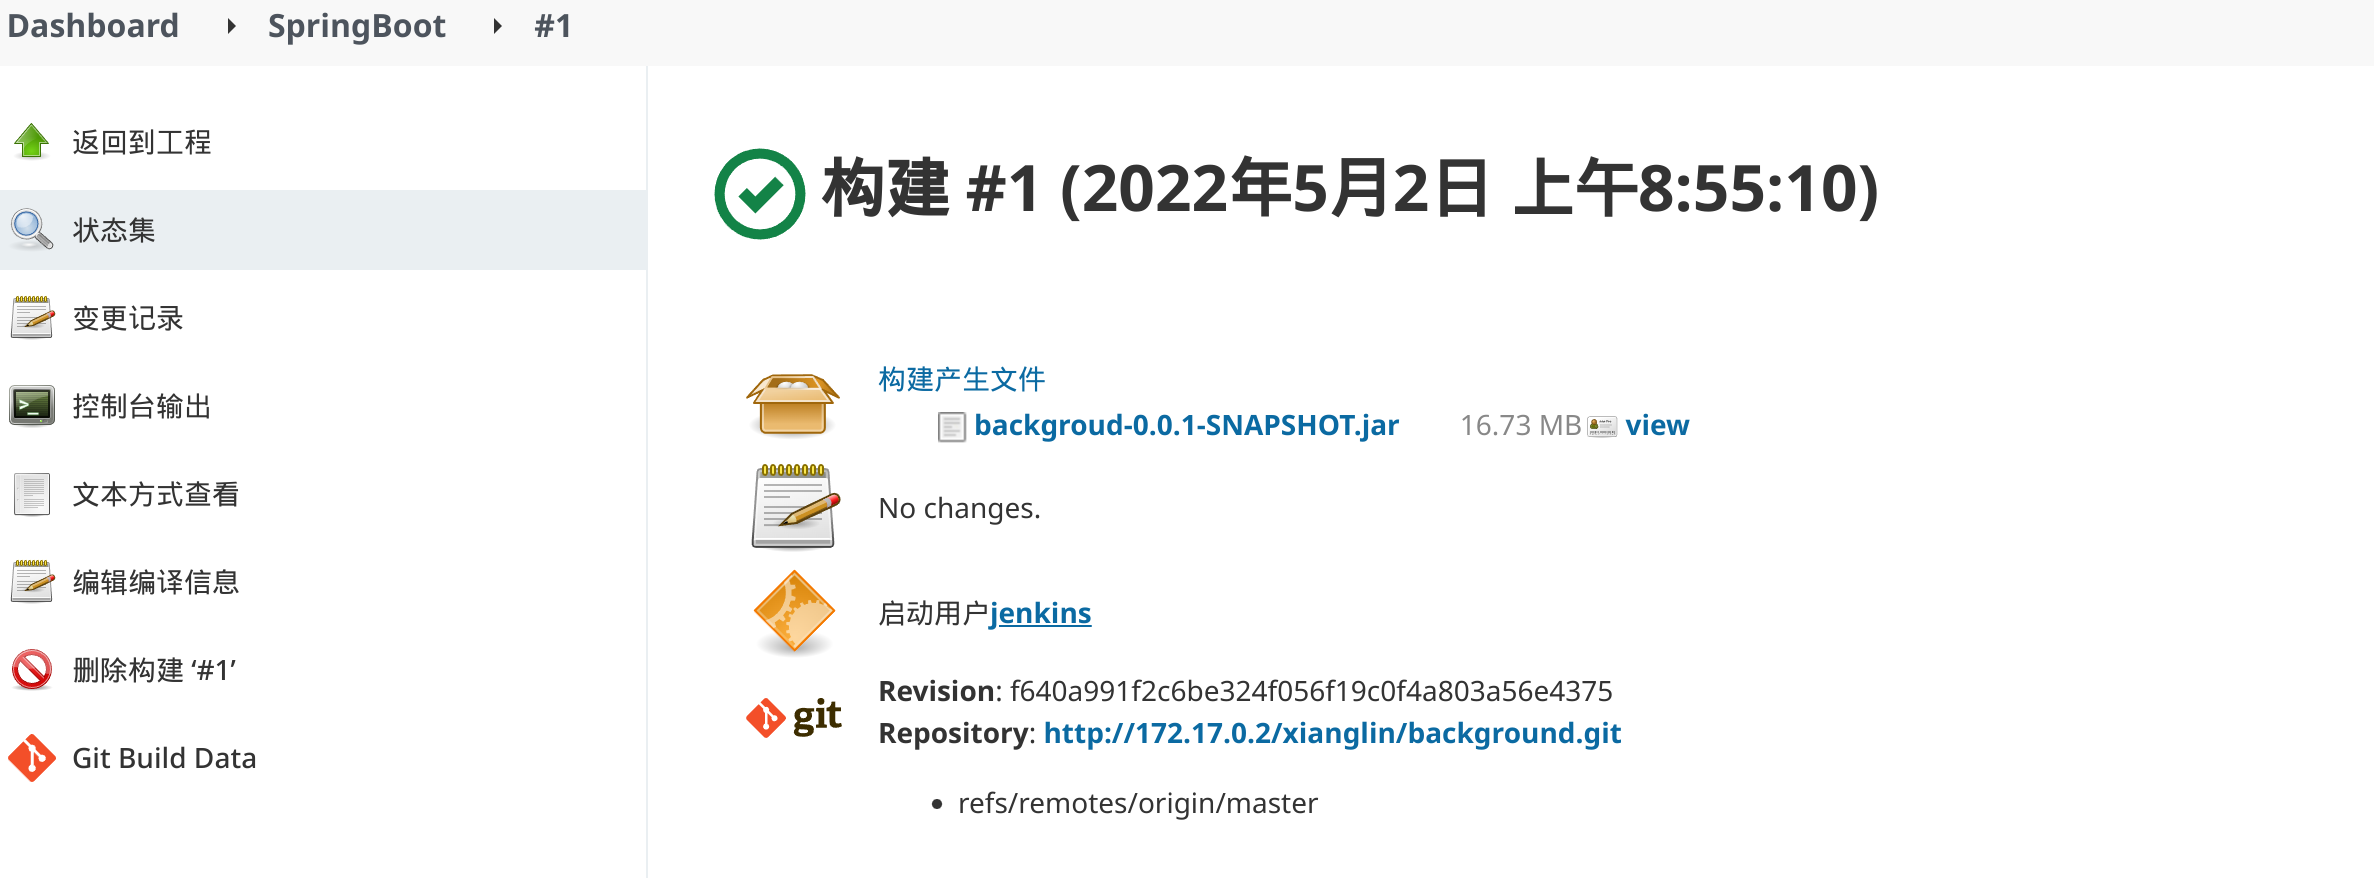 Dashboard SpringBoot #1
返回到工程
状态集
变更记录
控制台输出
文本方式查看
编辑编译信息
删除构建 ‘#1’
Git Build Data
构建 #1 (2022年5月2日 上午8:55:10)
构建产生文件
backgroud-0.0.1-SNAPSHOT.jar 16.73 MB view
No changes.
启动用户jenkins
git
Revision: f640a991f2c6be324f056f19c0f4a803a56e4375
Repository: http://172.17.0.2/xianglin/background.git
refs/remotes/origin/master